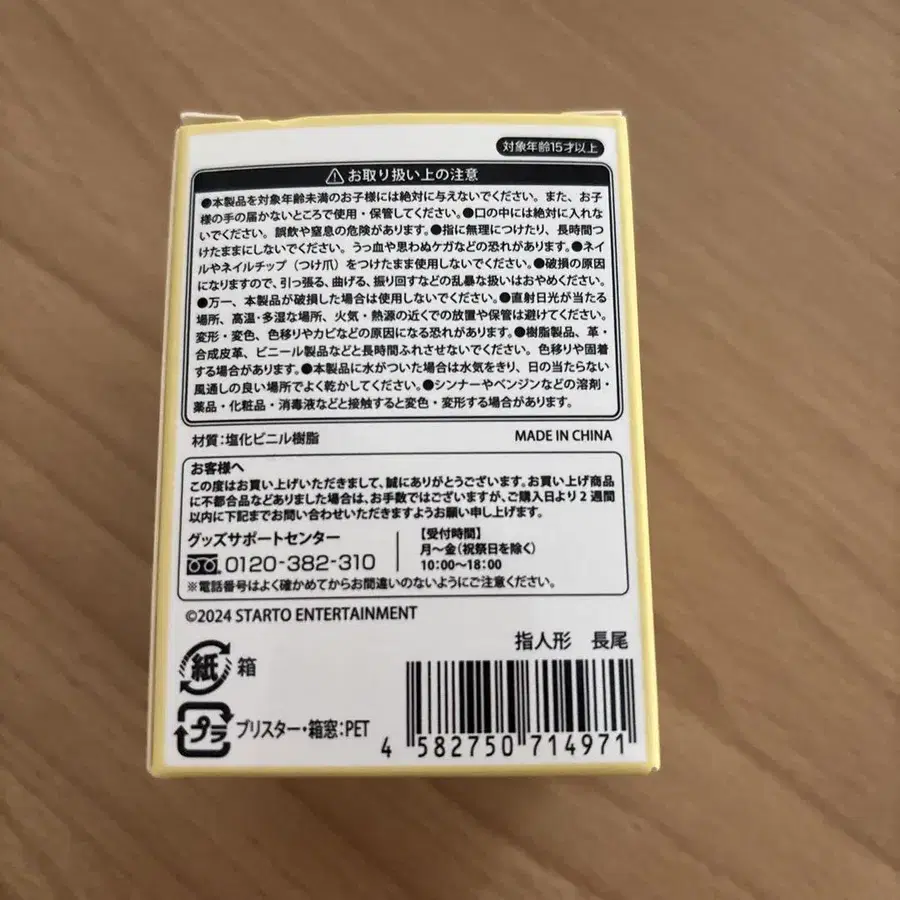 対象年齢15才以上
お取り扱い上の注意
●本製品を対象年齢未満のお子様には絶対に与えないでください。また、お子
様の手の届かないところで使用・保管してください。●口の中には絶対に入れな
いでください。誤飲や窒息の危険があります。●指に無理につけたり、長時間つ
けたままにしないでください。うっ血や思わぬケガなどの恐れがあります。●ネイ
ルやネイルチップ（つけ爪）をつけたまま使用しないでください。●破損の原因
になりますので、引っ張る、曲げる、振り回すなどの乱暴な扱いはおやめください。
●万一、本製品が破損した場合は使用しないでください。●直射日光が当たる
場所、高温・多湿な場所、火気・熱源の近くでの放置や保管は避けてください。
変形・変色、色移りやカビなどの原因になる恐れがあります。●樹脂製品、革・
合成皮革、ビニール製品などと長時間ふれさせないでください。色移りや固着
する場合があります。●本製品に水がついた場合は水気をきり、日の当たらない
風通しの良い場所でよく乾かしてください。●シンナーやベンジンなどの溶剤・
薬品・化粧品・消毒液などと接触すると変色・変形する場合があります。
材質：塩化ビニル樹脂 MADE IN CHINA
お客様へ
この度はお買い上げいただきまして、誠にありがとうございます。お買い上げ商品
に不都合品などありました場合は、お手数ではございますが、ご購入日より2週間
以内に下記までお問い合わせいただきますようお願い申し上げます。
グッズサポートセンター
0120-382-310
【受付時間】
月〜金（祝祭日を除く）
10：00〜18：00
※電話番号はよく確かめてからお間違いのないようにご注意ください。
©2024 STARTO ENTERTAINMENT
指人形 長尾
紙 箱
プラ ブリスター・箱窓：PET
4 582750 714971